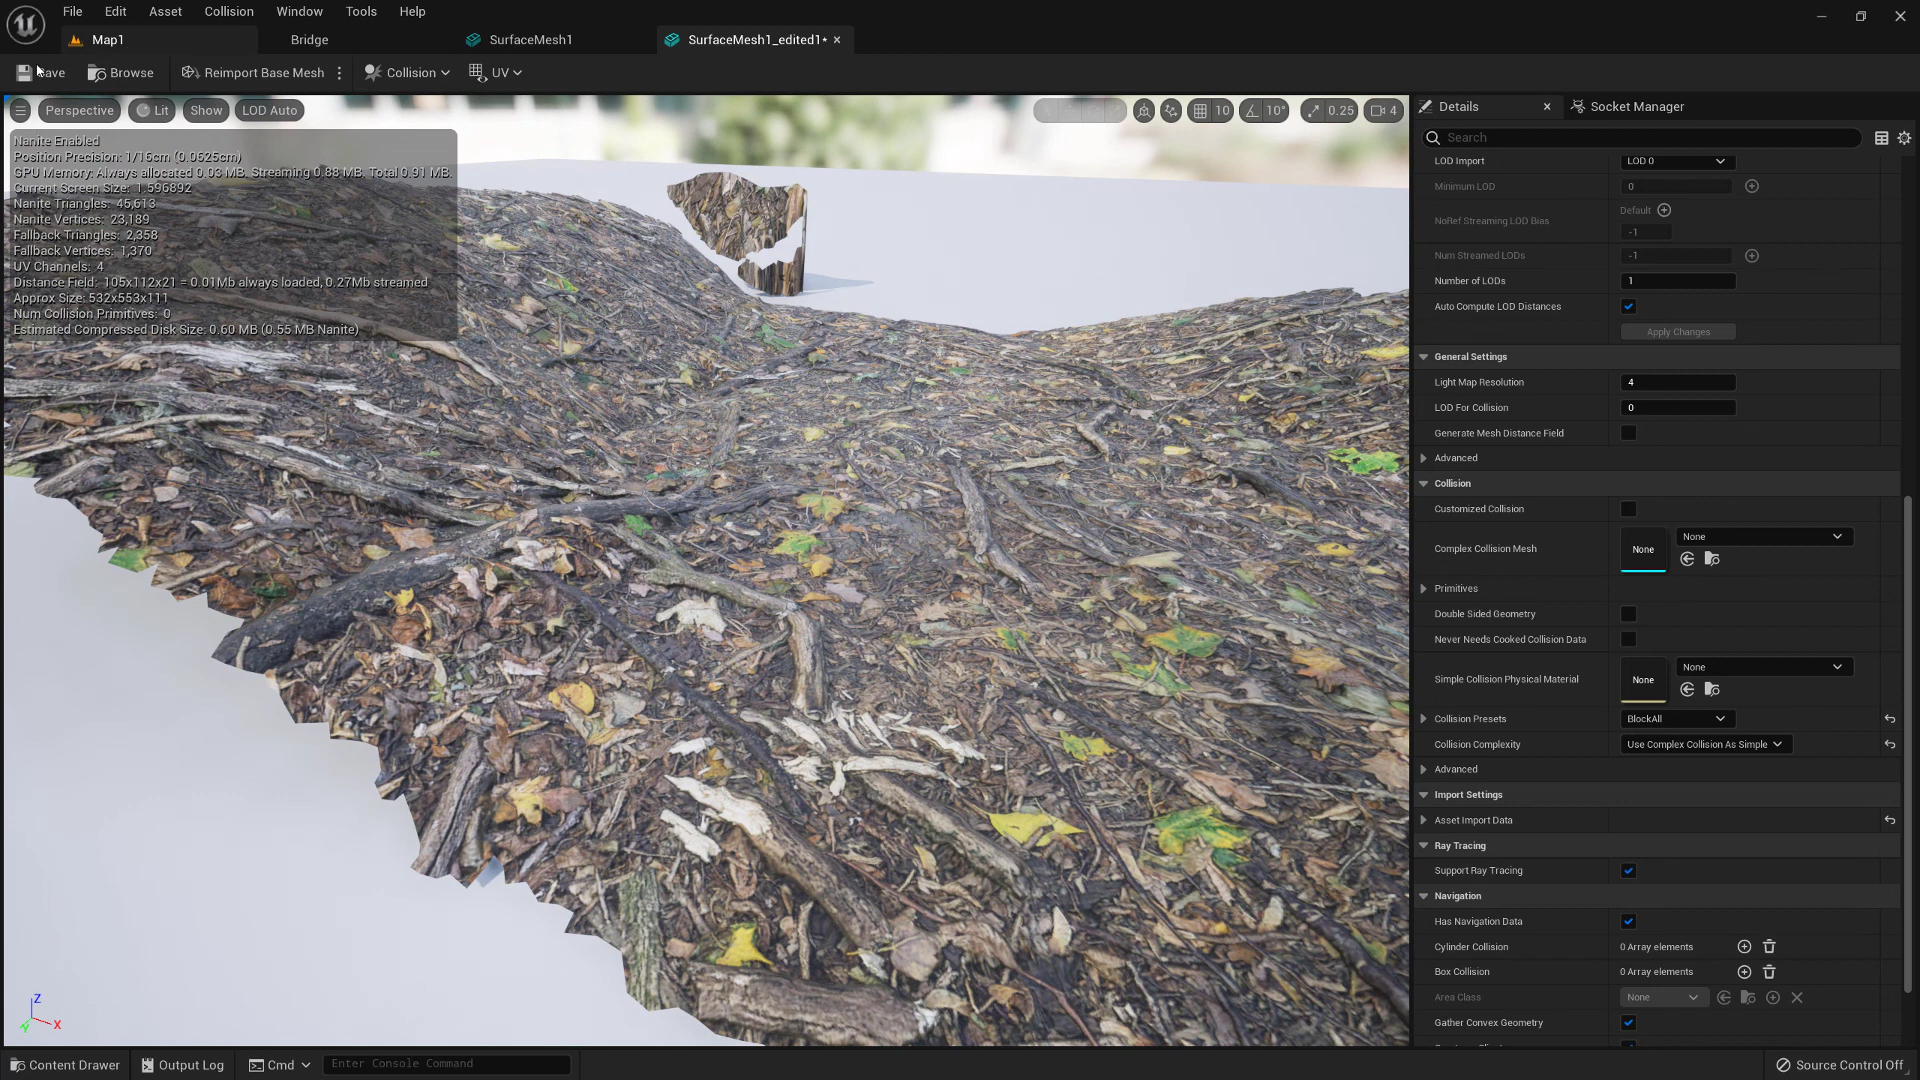 File Edit Asset Collision Window Tools Help
Map1 Bridge SurfaceMesh1 SurfaceMesh1_edited1*
Save Browse Reimport Base Mesh Collision UV
Perspective Lit Show LOD Auto 10 10° 0.25 4
Nanite Enabled
Position Precision: 1/16cm (0.0625cm)
GPU Memory: Always allocated 0.03 MB. Streaming 0.88 MB. Total 0.91 MB.
Current Screen Size: 1.596892
Nanite Triangles: 45,613
Nanite Vertices: 23,189
Fallback Triangles: 2,358
Fallback Vertices: 1,370
UV Channels: 4
Distance Field: 105x112x21 = 0.01Mb always loaded, 0.27Mb streamed
Approx Size: 532x553x111
Num Collision Primitives: 0
Estimated Compressed Disk Size: 0.60 MB (0.55 MB Nanite)
Z
X
Y
Details Socket Manager
Search
LOD Import LOD 0
Minimum LOD 0
NoRef Streaming LOD Bias Default
-1
Num Streamed LODs -1
Number of LODs 1
Auto Compute LOD Distances
Apply Changes
General Settings
Light Map Resolution 4
LOD For Collision 0
Generate Mesh Distance Field
Advanced
Collision
Customized Collision
Complex Collision Mesh None None
Primitives
Double Sided Geometry
Never Needs Cooked Collision Data
Simple Collision Physical Material None None
Collision Presets BlockAll
Collision Complexity Use Complex Collision As Simple
Advanced
Import Settings
Asset Import Data
Ray Tracing
Support Ray Tracing
Navigation
Has Navigation Data
Cylinder Collision 0 Array elements
Box Collision 0 Array elements
Area Class None
Gather Convex Geometry
Content Drawer Output Log Cmd Enter Console Command Source Control Off